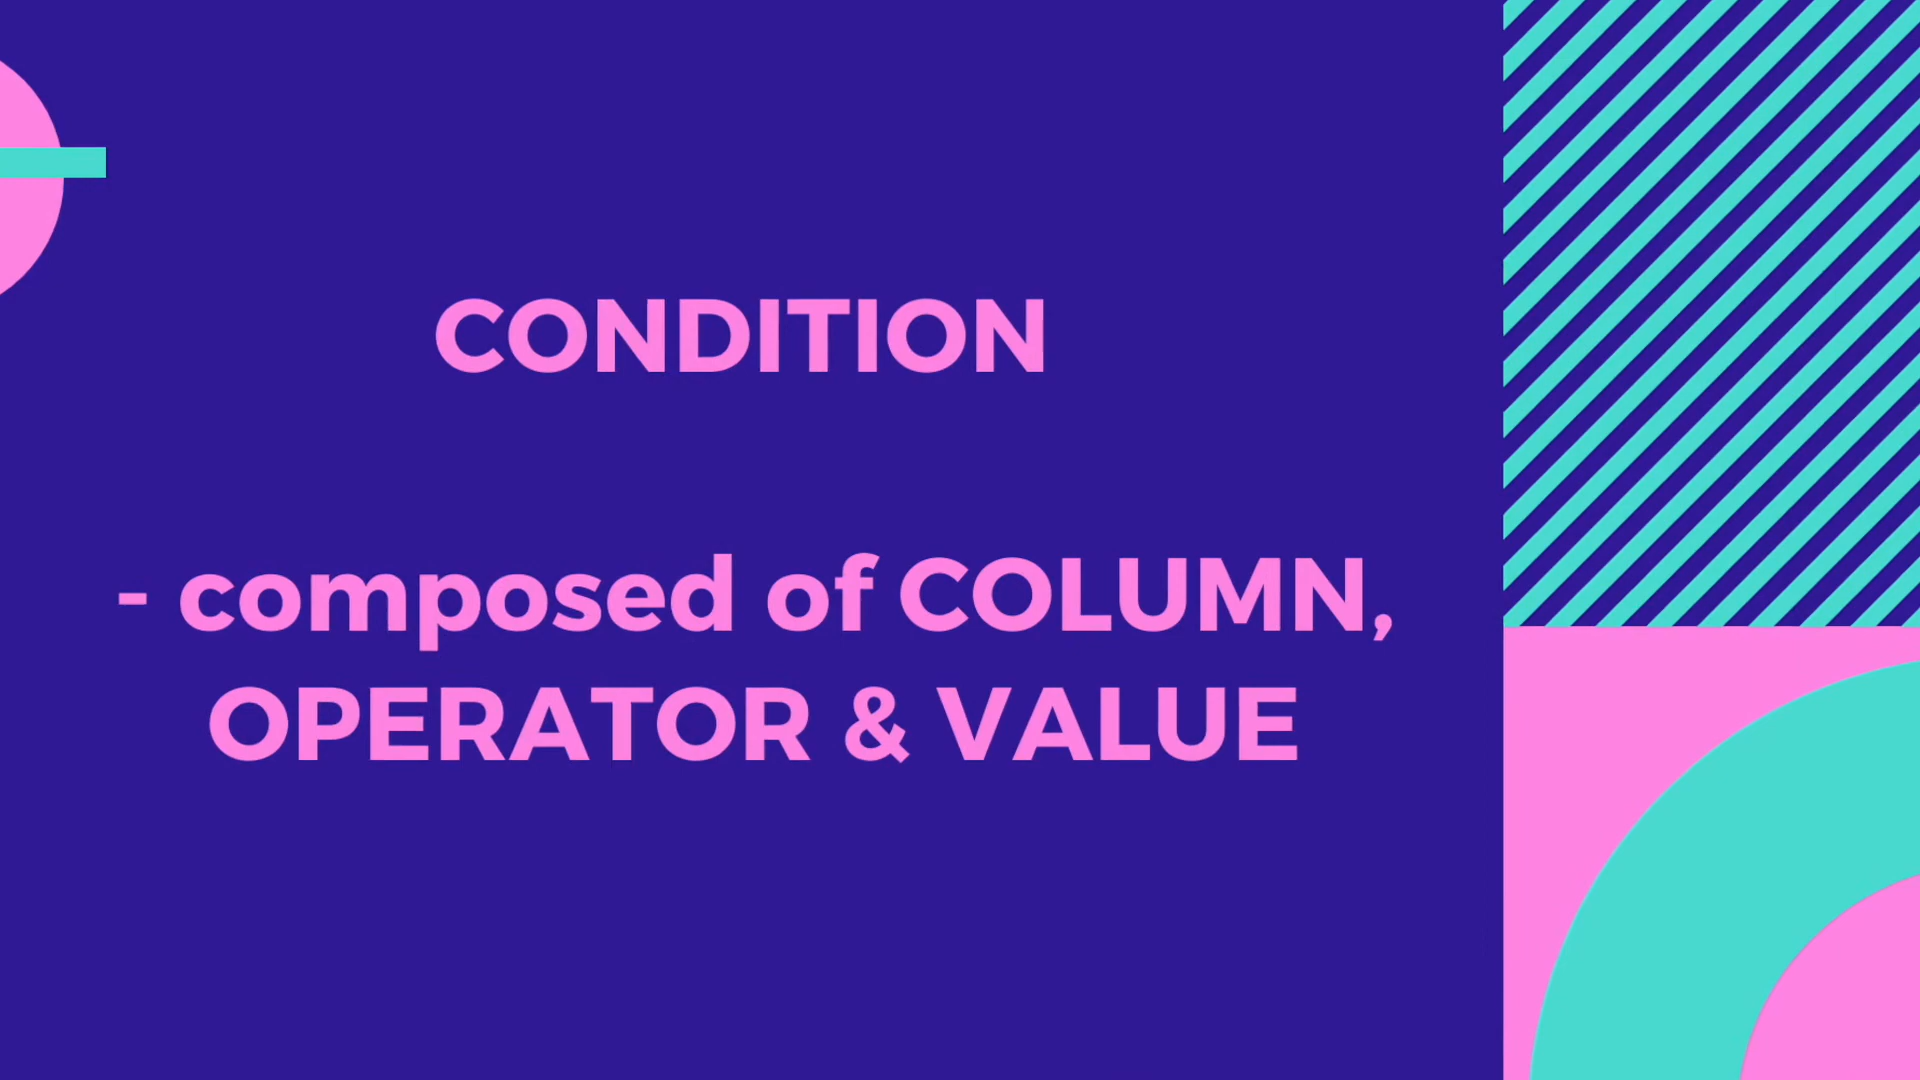 CONDITION
- composed of COLUMN,
OPERATOR & VALUE